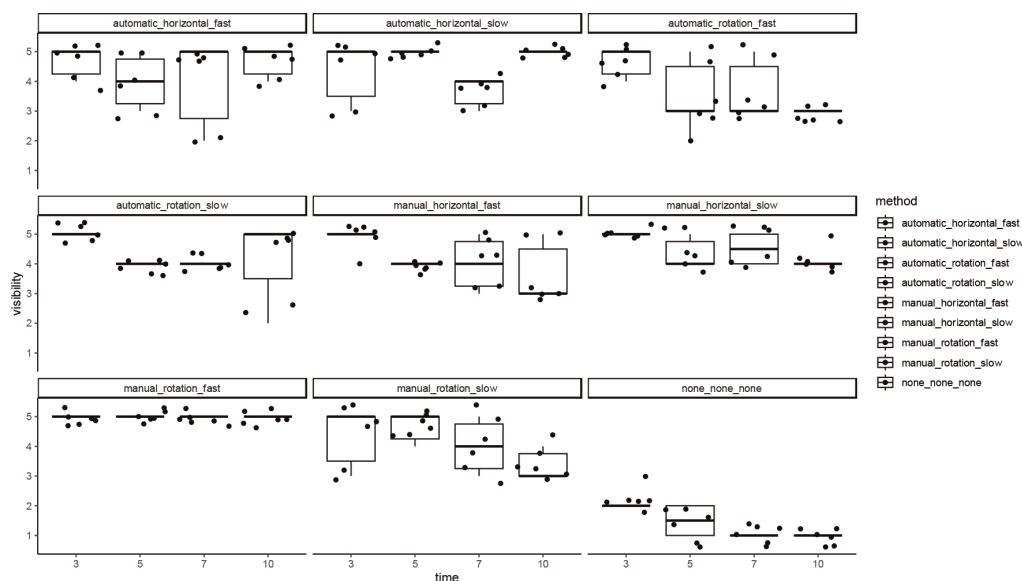 automatic_horizontal_fast
automatic_horizontal_slow
automatic_rotation_fast
5
4
3
2
1
automatic_rotation_slow
manual_horizontal_fast
manual_horizontal_slow
5
4
3
2
1
manual_rotation_fast
manual_rotation_slow
none_none_none
5
4
3
2
1
3 5 7 10
3 5 7 10
3 5 7 10
time
visibility
method
automatic_horizontal_fast
automatic_horizontal_slow
automatic_rotation_fast
automatic_rotation_slow
manual_horizontal_fast
manual_horizontal_slow
manual_rotation_fast
manual_rotation_slow
none_none_none